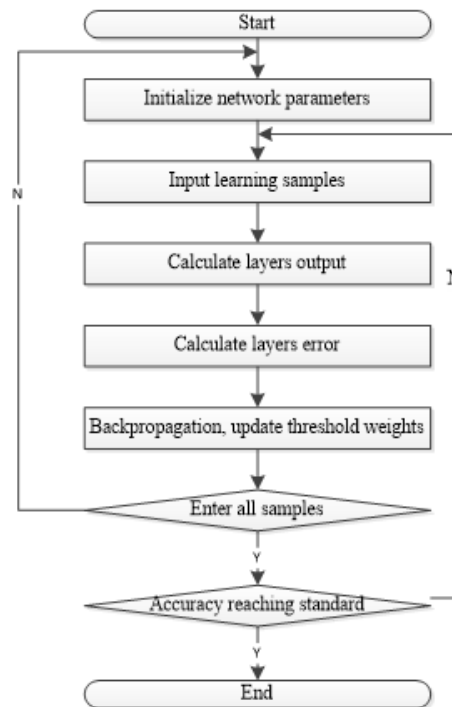 Start
Initialize network parameters
Input learning samples
N
Calculate layers output
Calculate layers error
Backpropagation, update threshold weights
Enter all samples
Y
Accuracy reaching standard
Y
End